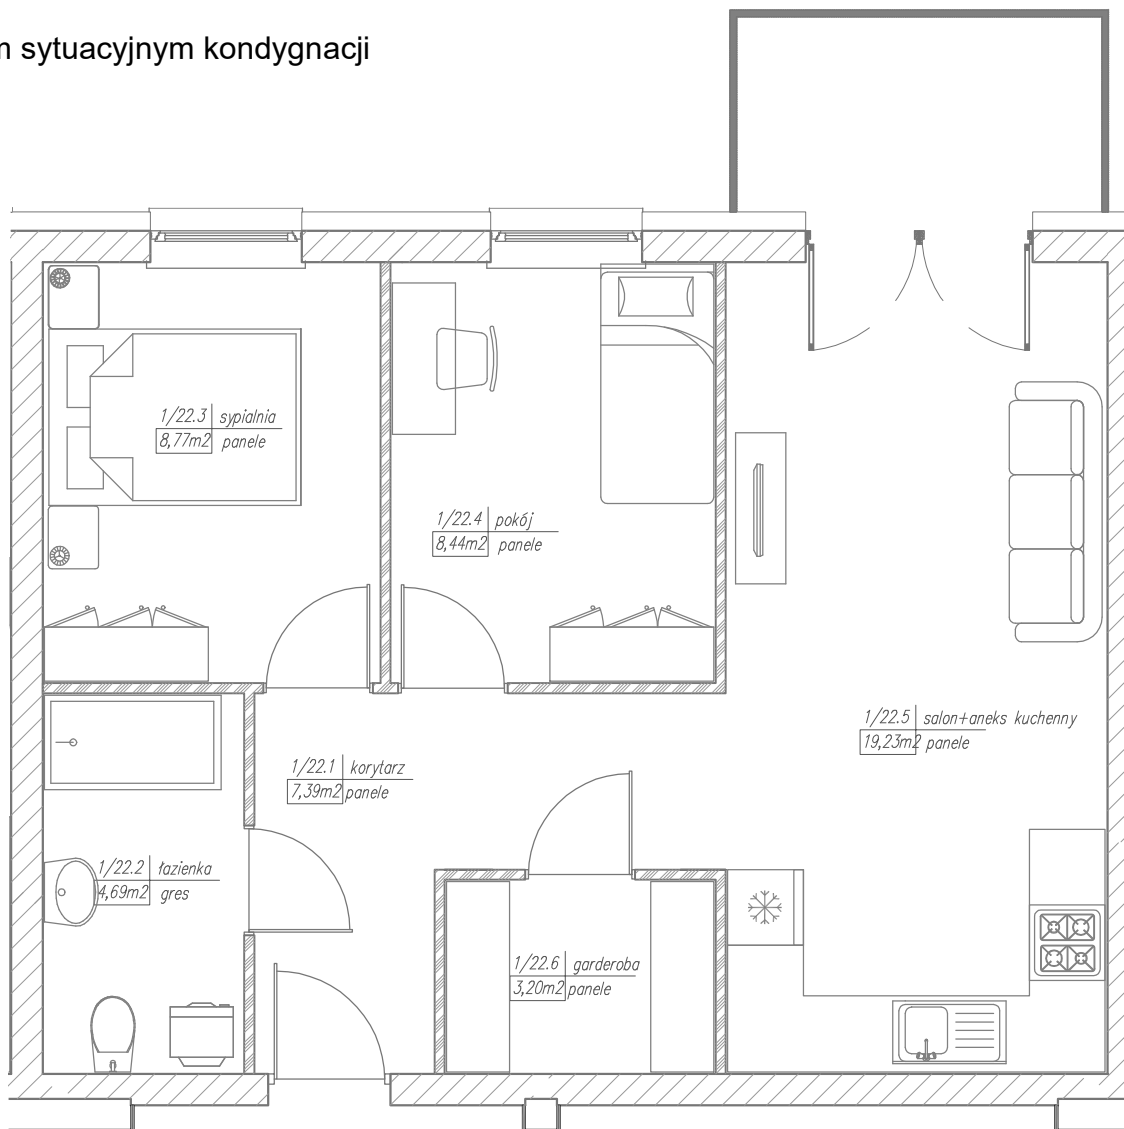 m sytuacyjnym kondygnacji
1/22.3 sypialnia
8,77m2 panele
1/22.4 pokój
8,44m2 panele
1/22.5 salon+aneks kuchenny
19,23m2 panele
1/22.1 korytarz
7,39m2 panele
1/22.2 łazienka
4,69m2 gres
1/22.6 garderoba
3,20m2 panele